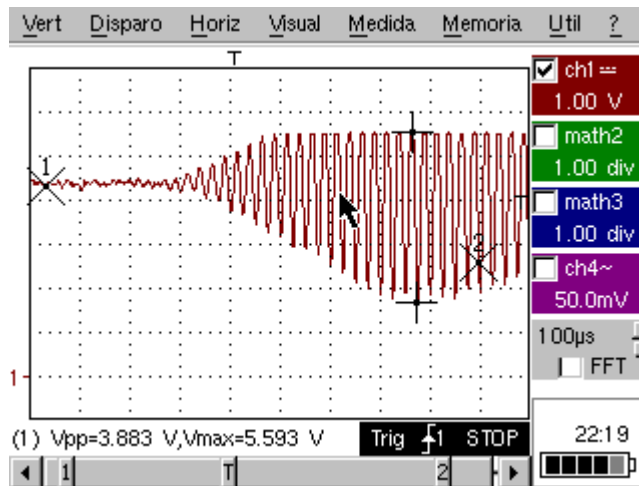 Vert Disparo Horiz Visual Medida Memoria Util ?
T
ch1
1.00 V
math2
1.00 div
math3
1.00 div
ch4~
50.0mV
100µs
FFT
1
2
T
1-
(1) Vpp=3.883 V,Vmax=5.593 V
Trig 1 STOP
22:19
1 T 2